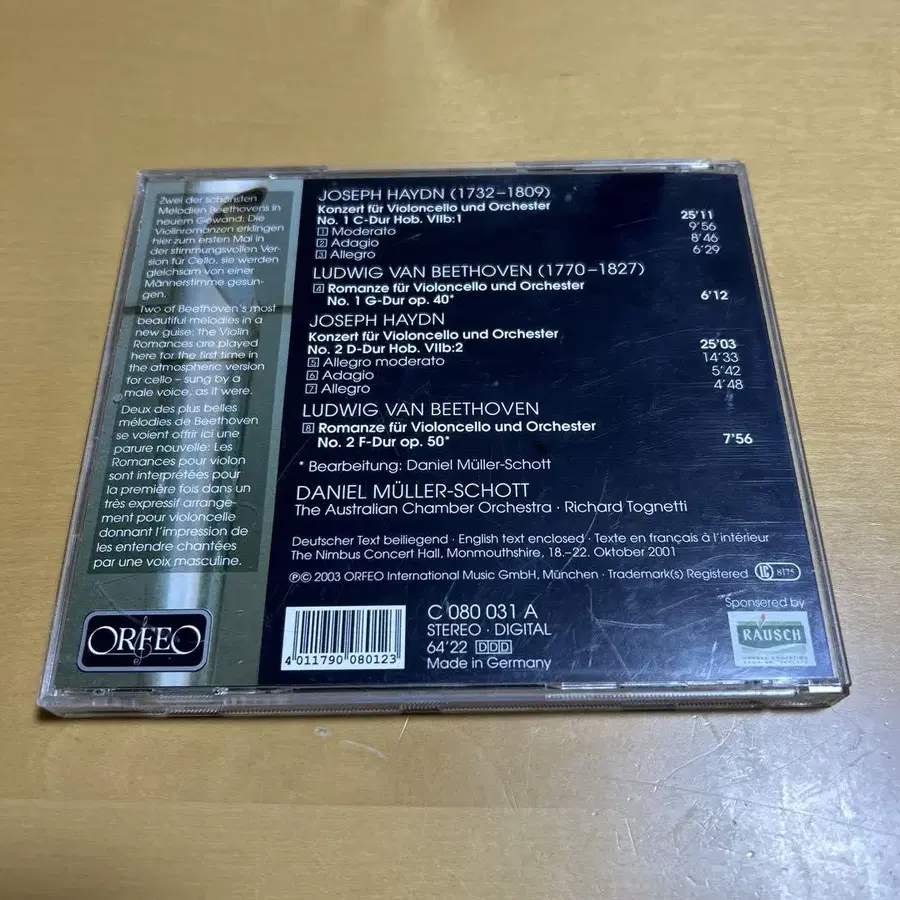 Zwei der schönsten
Melodien Beethovens in
neuem Gewand: Die
Violinromanzen erklingen
hier zum ersten Mal in
der stimmungsvollen Ver-
sion für Cello, sie werden
gleichsam von einer
Männerstimme gesun-
gen.
Two of Beethoven's most
beautiful melodies in a
new guise: the Violin
Romances are played
here for the first time in
the atmospheric version
for cello – sung by a
male voice, as it were.
Deux des plus belles
mélodies de Beethoven
se voient offrir ici une
parure nouvelle: Les
Romances pour violon
sont interprétées pour
la première fois dans un
très expressif arrange-
ment pour violoncelle
donnant l'impression de
les entendre chantées
par une voix masculine.
ORFEO
JOSEPH HAYDN (1732–1809)
Konzert für Violoncello und Orchester
No. 1 C-Dur Hob. VIIb:1 25'11
1 Moderato 9'56
2 Adagio 8'46
3 Allegro 6'29
LUDWIG VAN BEETHOVEN (1770–1827)
4 Romanze für Violoncello und Orchester
No. 1 G-Dur op. 40* 6'12
JOSEPH HAYDN
Konzert für Violoncello und Orchester
No. 2 D-Dur Hob. VIIb:2 25'03
5 Allegro moderato 14'33
6 Adagio 5'42
7 Allegro 4'48
LUDWIG VAN BEETHOVEN
8 Romanze für Violoncello und Orchester
No. 2 F-Dur op. 50* 7'56
* Bearbeitung: Daniel Müller-Schott
DANIEL MÜLLER-SCHOTT
The Australian Chamber Orchestra · Richard Tognetti
Deutscher Text beiliegend · English text enclosed · Texte en français à l'intérieur
The Nimbus Concert Hall, Monmouthshire, 18.–22. Oktober 2001
℗© 2003 ORFEO International Music GmbH, München · Trademark(s) Registered LC 8175
4 011790 080123
C 080 031 A
STEREO · DIGITAL
64'22 DDD
Made in Germany
Sponsered by
RAUSCH